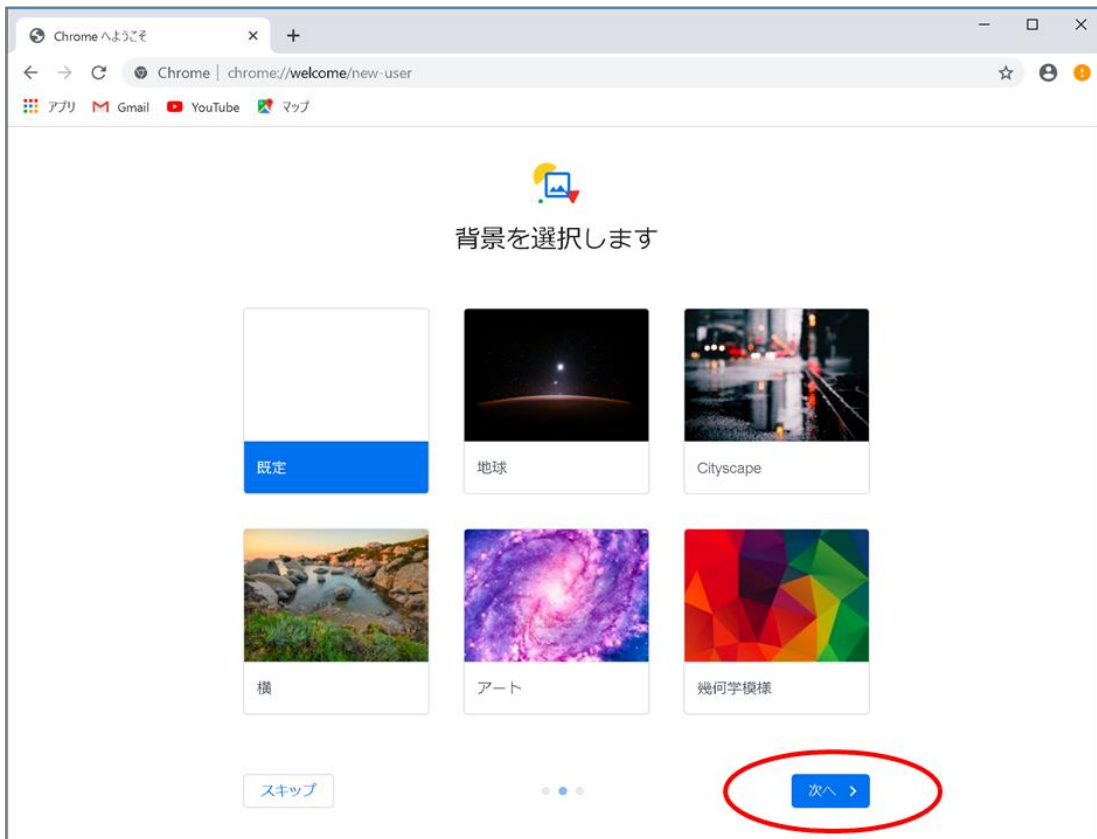 Chrome へようこそ
Chrome | chrome://welcome/new-user
アプリ Gmail YouTube マップ
背景を選択します
既定 地球 Cityscape
横 アート 幾何学模様
スキップ 次へ